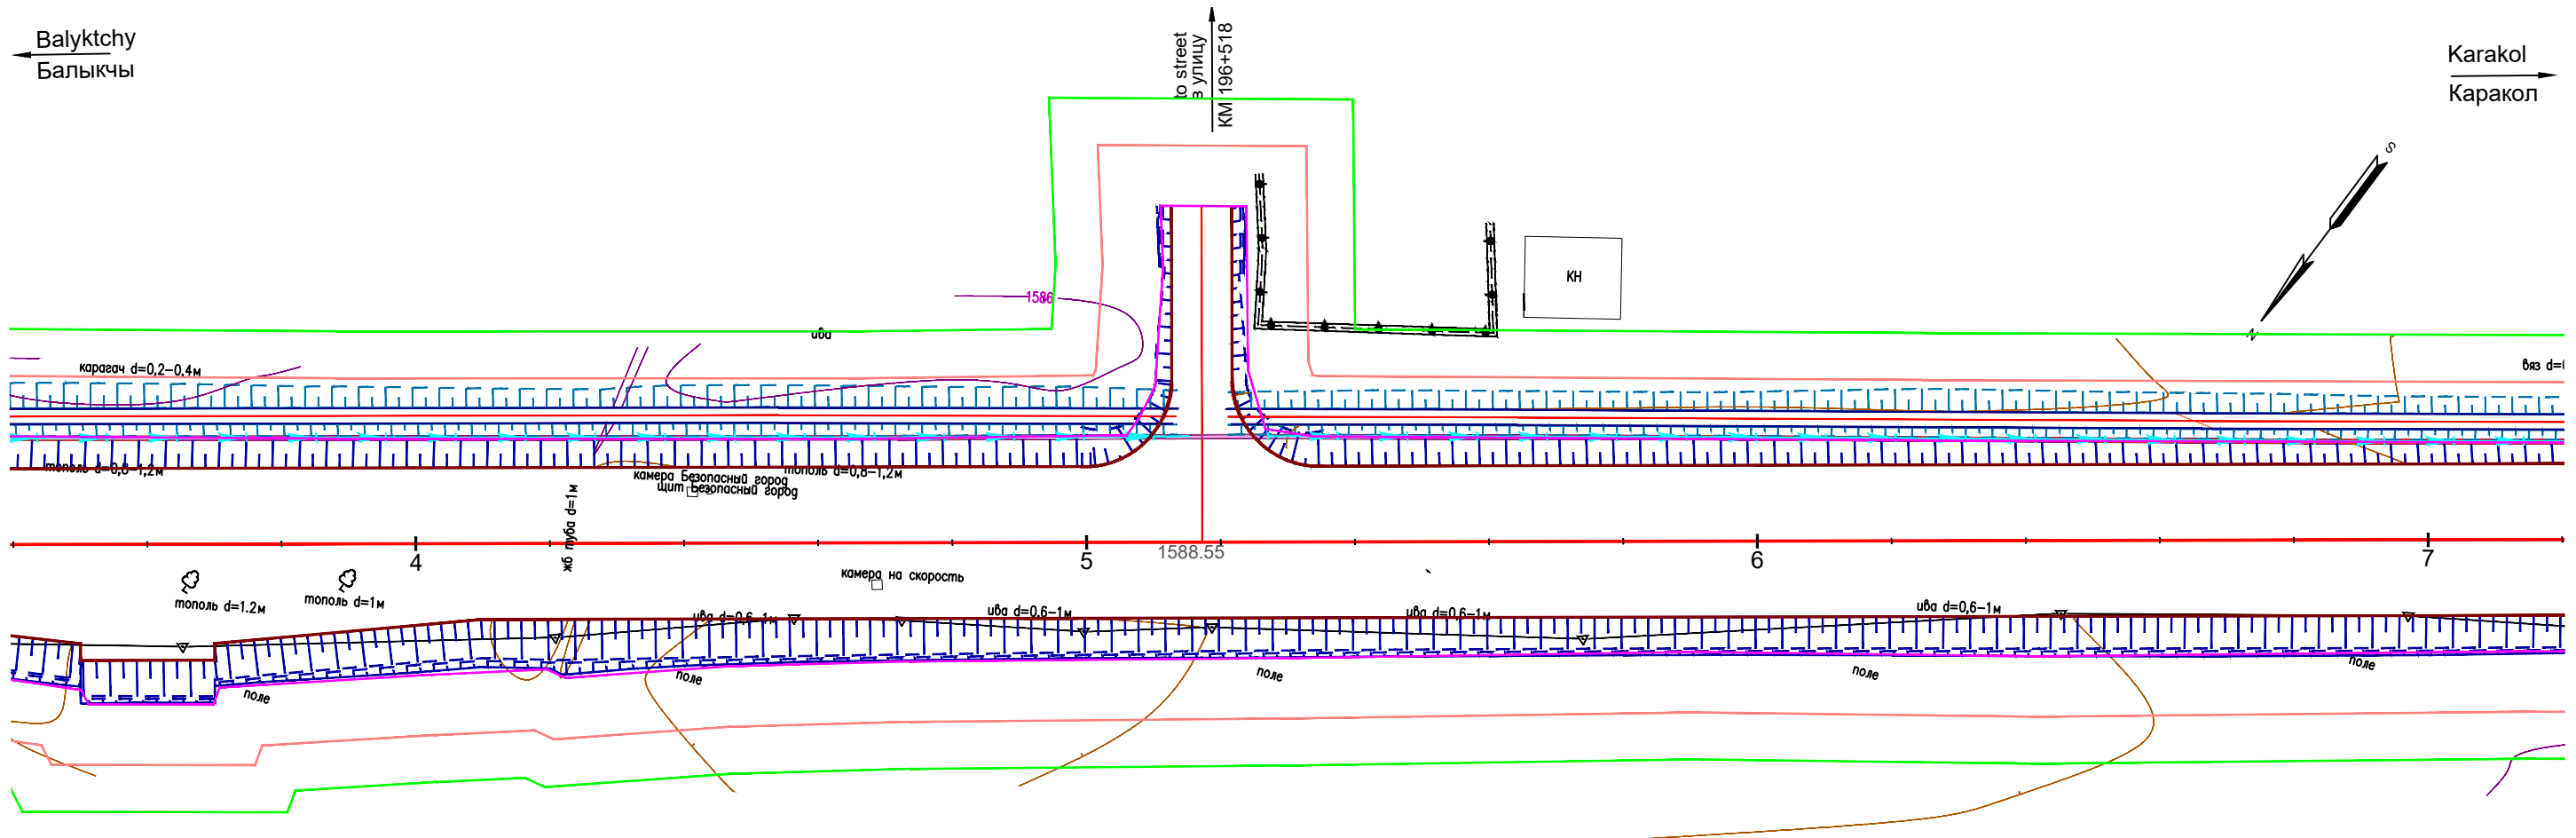 Balyktchy
Балыкчы
to street
в улицу
КМ 196+518
Karakol
Каракол
S
N
КН
1586
ива
карагач d=0,2-0,4м
вяз d=
тополь d=0,8-1,2м
тополь d=0,8-1,2м
камера Безопасный город
щит Безопасный город
жб туба d=1м
4
5
1588.55
6
7
камера на скорость
тополь d=1.2м
тополь d=1м
ива d=0,6-1м
ива d=0,6-1м
ива d=0,6-1м
ива d=0,6-1м
поле
поле
поле
поле
поле